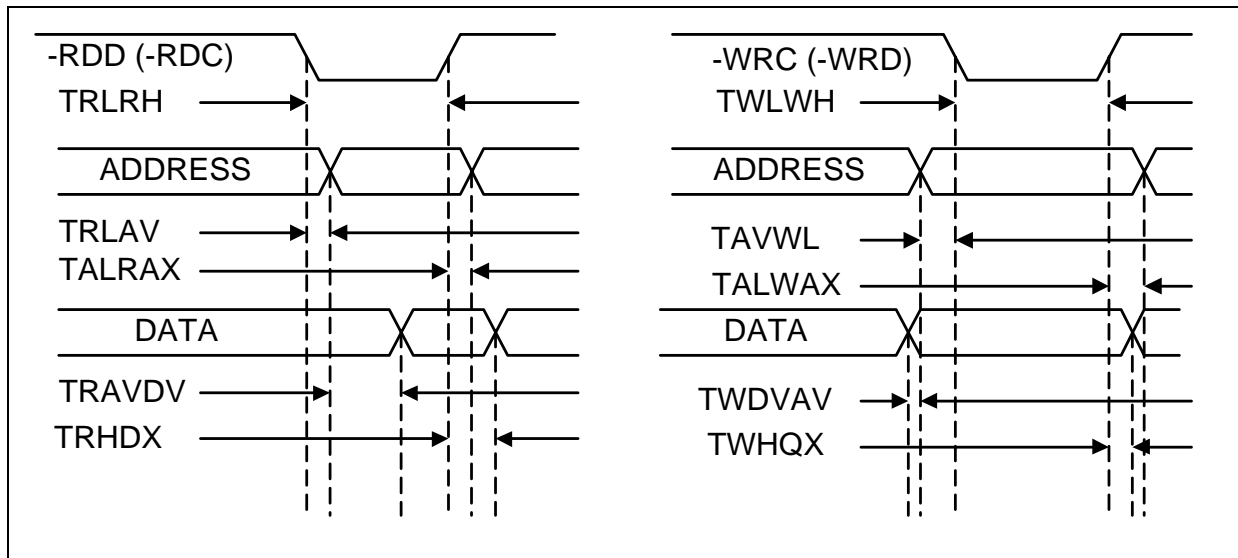 -RDD (-RDC)
TRLRH
ADDRESS
TRLAV
TALRAX
DATA
TRAVDV
TRHDX
-WRC (-WRD)
TWLWH
ADDRESS
TAVWL
TALWAX
DATA
TWDVAV
TWHQX